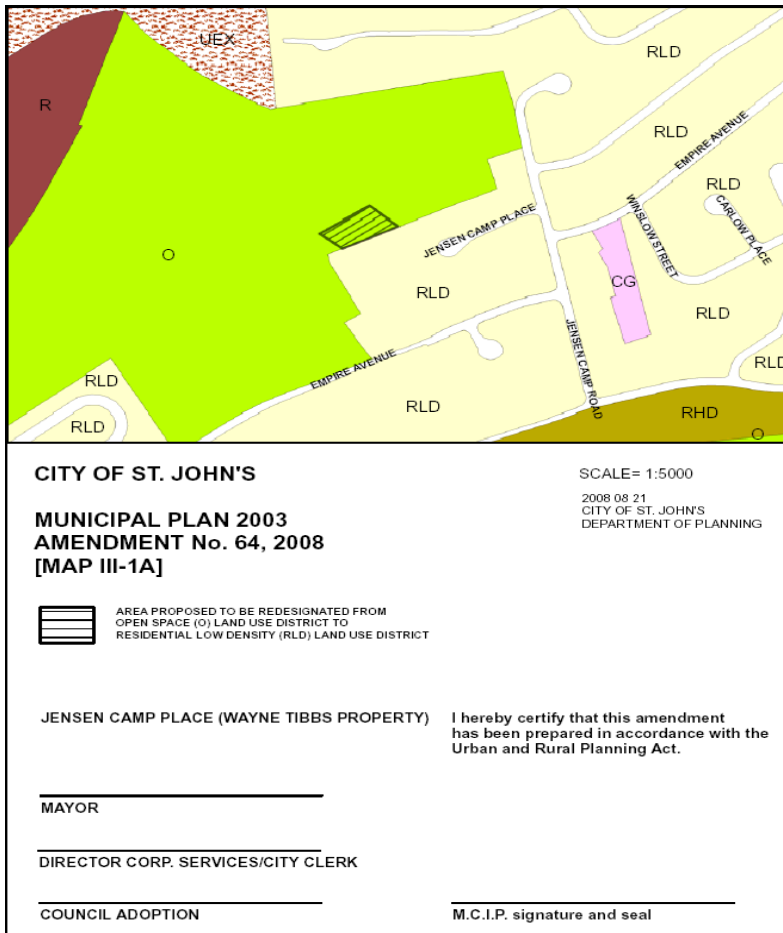 UEX
RLD
R
RLD
EMPIRE AVENUE
RLD
WINSLOW STREET
CARLOW PLACE
JENSEN CAMP PLACE
O
RLD
CG
RLD
JENSEN CAMP ROAD
EMPIRE AVENUE
RLD
RLD
RLD
RLD
RHD
O
CITY OF ST. JOHN'S
MUNICIPAL PLAN 2003
AMENDMENT No. 64, 2008
[MAP III-1A]
SCALE= 1:5000
2008 08 21
CITY OF ST. JOHN'S
DEPARTMENT OF PLANNING
AREA PROPOSED TO BE REDESIGNATED FROM
OPEN SPACE (O) LAND USE DISTRICT TO
RESIDENTIAL LOW DENSITY (RLD) LAND USE DISTRICT
JENSEN CAMP PLACE (WAYNE TIBBS PROPERTY)
I hereby certify that this amendment
has been prepared in accordance with the
Urban and Rural Planning Act.
MAYOR
DIRECTOR CORP. SERVICES/CITY CLERK
COUNCIL ADOPTION
M.C.I.P. signature and seal